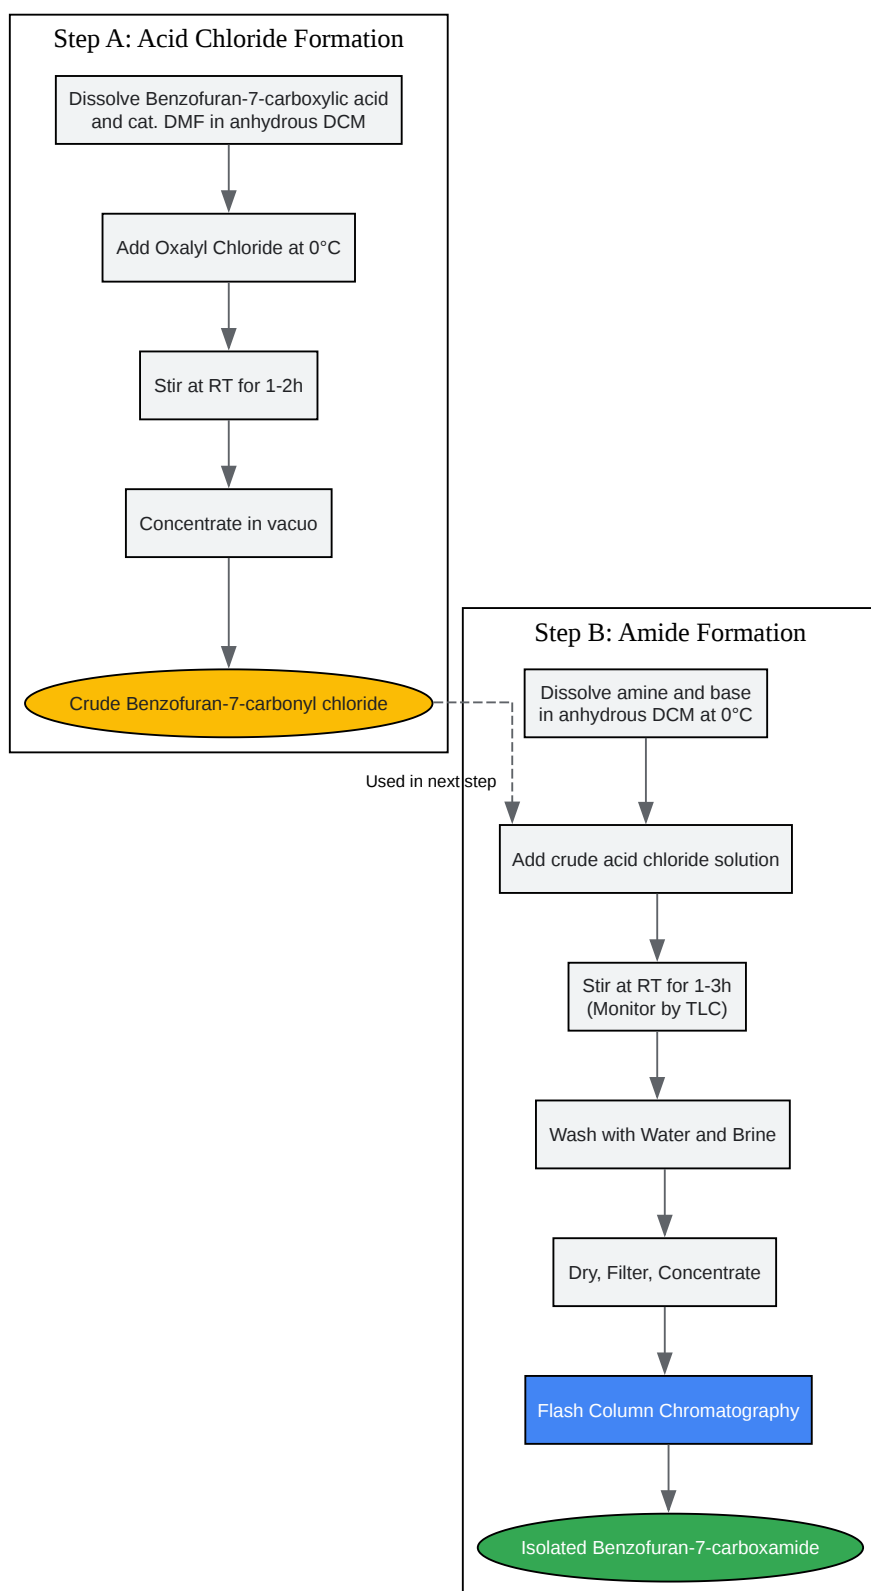 Step A: Acid Chloride Formation
Dissolve Benzofuran-7-carboxylic acid
and cat. DMF in anhydrous DCM
Add Oxalyl Chloride at 0°C
Stir at RT for 1-2h
Concentrate in vacuo
Crude Benzofuran-7-carbonyl chloride
Used in next step
Step B: Amide Formation
Dissolve amine and base
in anhydrous DCM at 0°C
Add crude acid chloride solution
Stir at RT for 1-3h
(Monitor by TLC)
Wash with Water and Brine
Dry, Filter, Concentrate
Flash Column Chromatography
Isolated Benzofuran-7-carboxamide